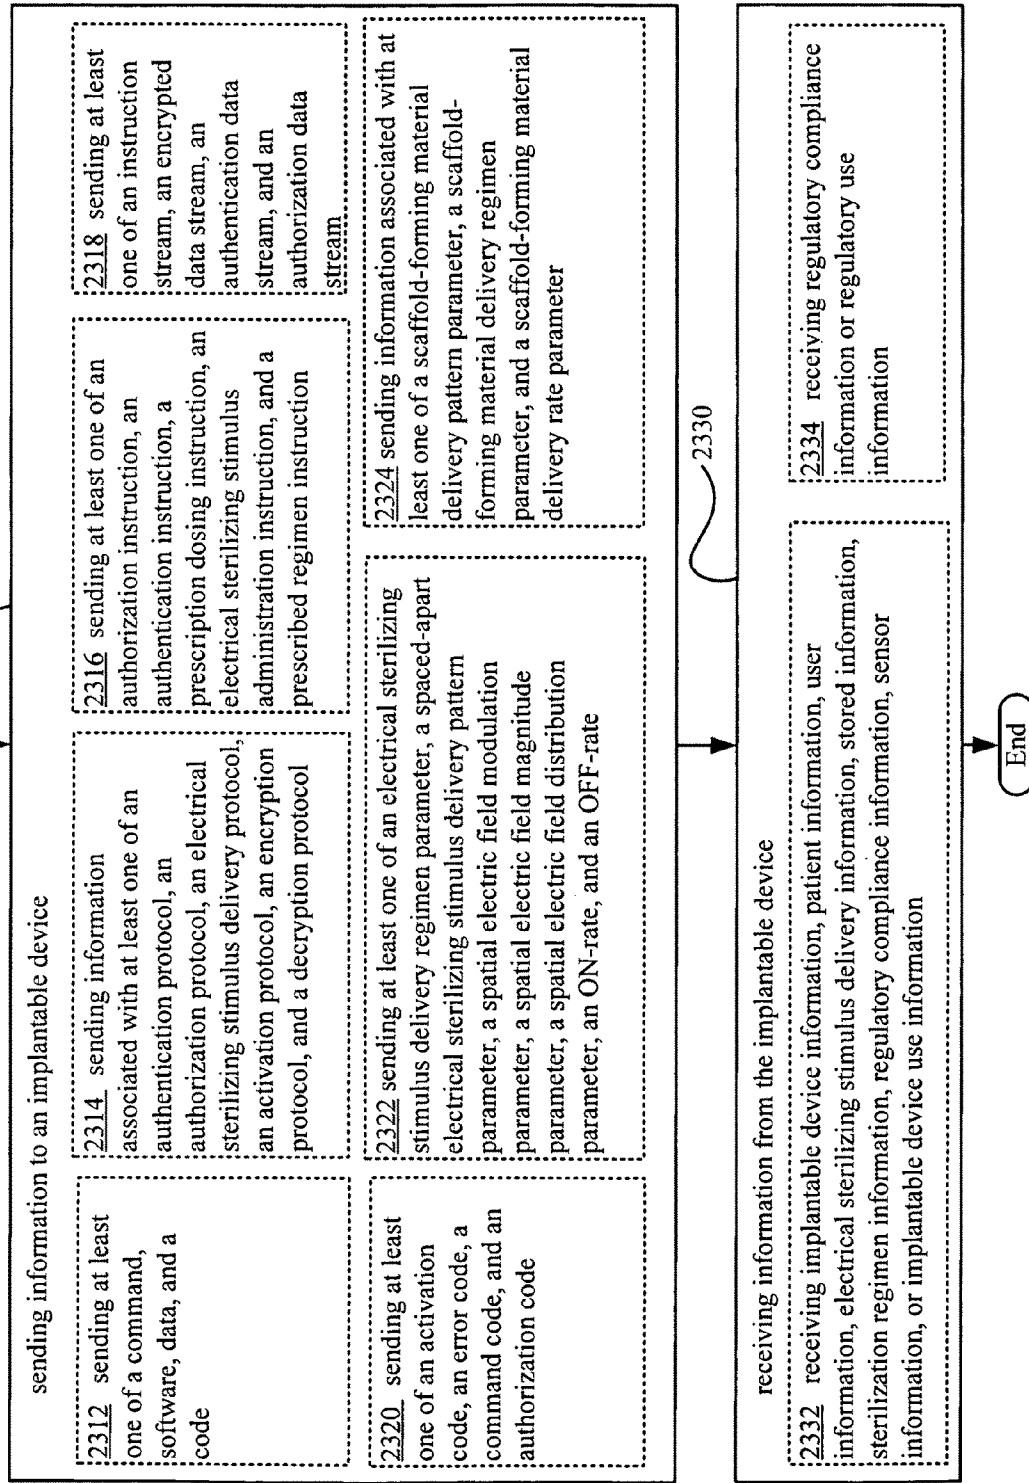 sending information to an implantable device
2312 sending at least
one of a command,
software, data, and a
code
2314 sending information
associated with at least one of an
authentication protocol, an
authorization protocol, an electrical
sterilizing stimulus delivery protocol,
an activation protocol, an encryption
protocol, and a decryption protocol
2316 sending at least one of an
authorization instruction, an
authentication instruction, a
prescription dosing instruction, an
electrical sterilizing stimulus
administration instruction, and a
prescribed regimen instruction
2318 sending at least
one of an instruction
stream, an encrypted
data stream, an
authentication data
stream, and an
authorization data
stream
2320 sending at least
one of an activation
code, an error code, a
command code, and an
authorization code
2322 sending at least one of an electrical sterilizing
stimulus delivery regimen parameter, a spaced-apart
electrical sterilizing stimulus delivery pattern
parameter, a spatial electric field modulation
parameter, a spatial electric field magnitude
parameter, a spatial electric field distribution
parameter, an ON-rate, and an OFF-rate
2324 sending information associated with at
least one of a scaffold-forming material
delivery pattern parameter, a scaffold-
forming material delivery regimen
parameter, and a scaffold-forming material
delivery rate parameter
2330
receiving information from the implantable device
2332 receiving implantable device information, patient information, user
information, electrical sterilizing stimulus delivery information, stored information,
sterilization regimen information, regulatory compliance information, sensor
information, or implantable device use information
2334 receiving regulatory compliance
information or regulatory use
information
End